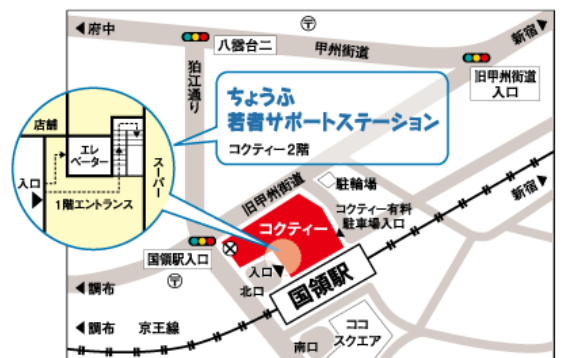 府中
八雲台二
甲州街道
新宿
狛江通り
旧甲州街道
入口
ちょうふ
若者サポートステーション
コクティー2階
店舗
エレ
ベーター
スーパー
入口
1階エントランス
旧甲州街道
駐輪場
コクティー有料
駐車場入口
新宿
コクティー
国領駅入口
入口
北口
国領駅
調布
調布
京王線
南口
ココ
スクエア